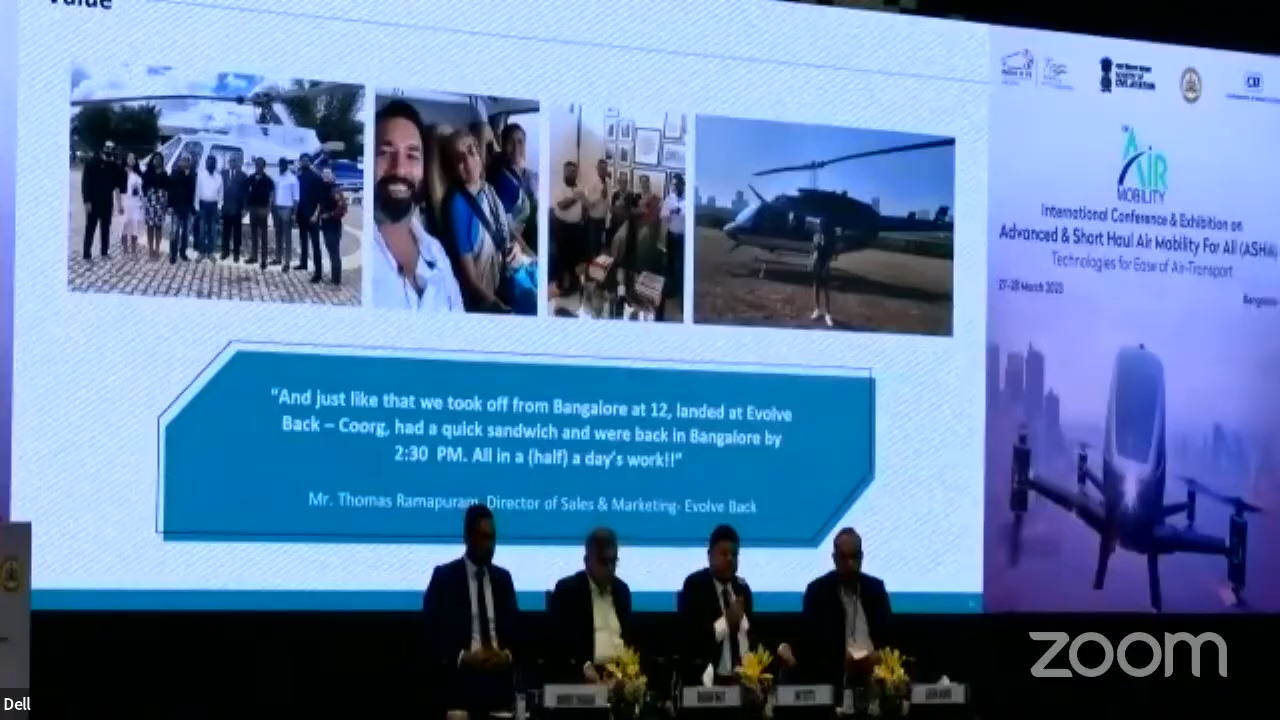 Value
"And just like that we took off from Bangalore at 12, landed at Evolve
Back – Coorg, had a quick sandwich and were back in Bangalore by
2:30 PM. All in a (half) a day's work!!"
Mr. Thomas Ramapuram, Director of Sales & Marketing- Evolve Back
AIR
MOBILITY
International Conference & Exhibition on
Advanced & Short Haul Air Mobility For All (ASHA)
Technologies for Ease of Air-Transport
27-28 March 2023
zoom
Dell